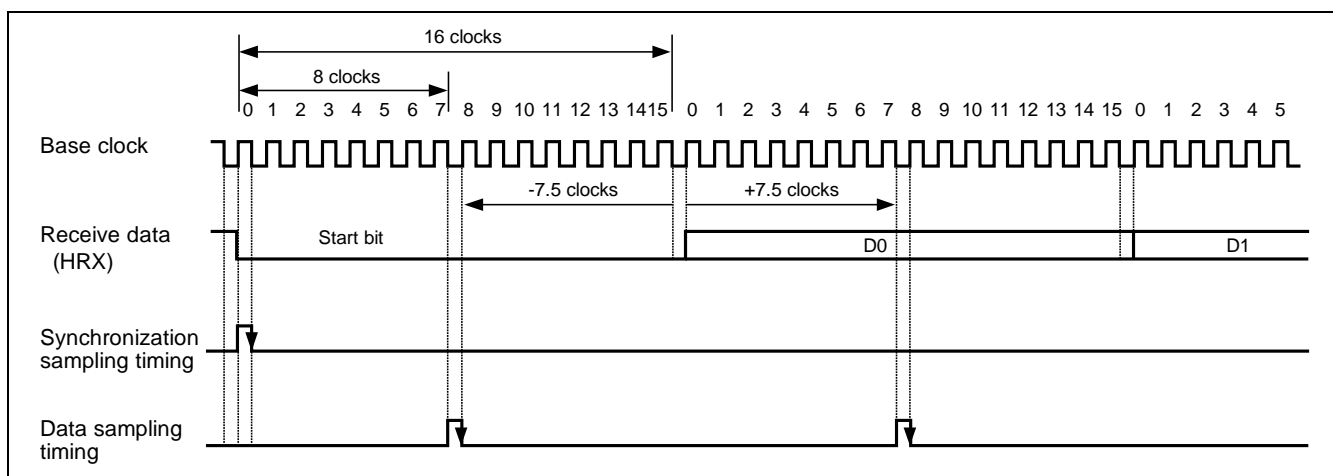 16 clocks
8 clocks
0 1 2 3 4 5 6 7 8 9 10 11 12 13 14 15 0 1 2 3 4 5 6 7 8 9 10 11 12 13 14 15 0 1 2 3 4 5
Base clock
-7.5 clocks +7.5 clocks
Receive data
(HRX)
Start bit D0 D1
Synchronization
sampling timing
Data sampling
timing